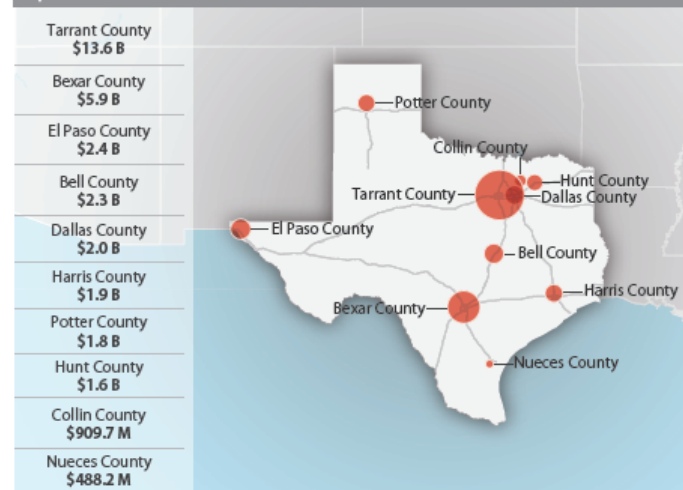 Tarrant County
$13.6 B
Bexar County
$5.9 B
El Paso County
$2.4 B
Bell County
$2.3 B
Dallas County
$2.0 B
Harris County
$1.9 B
Potter County
$1.8 B
Hunt County
$1.6 B
Collin County
$909.7 M
Nueces County
$488.2 M
Potter County
Collin County
Hunt County
Tarrant County
Dallas County
El Paso County
Bell County
Harris County
Bexar County
Nueces County